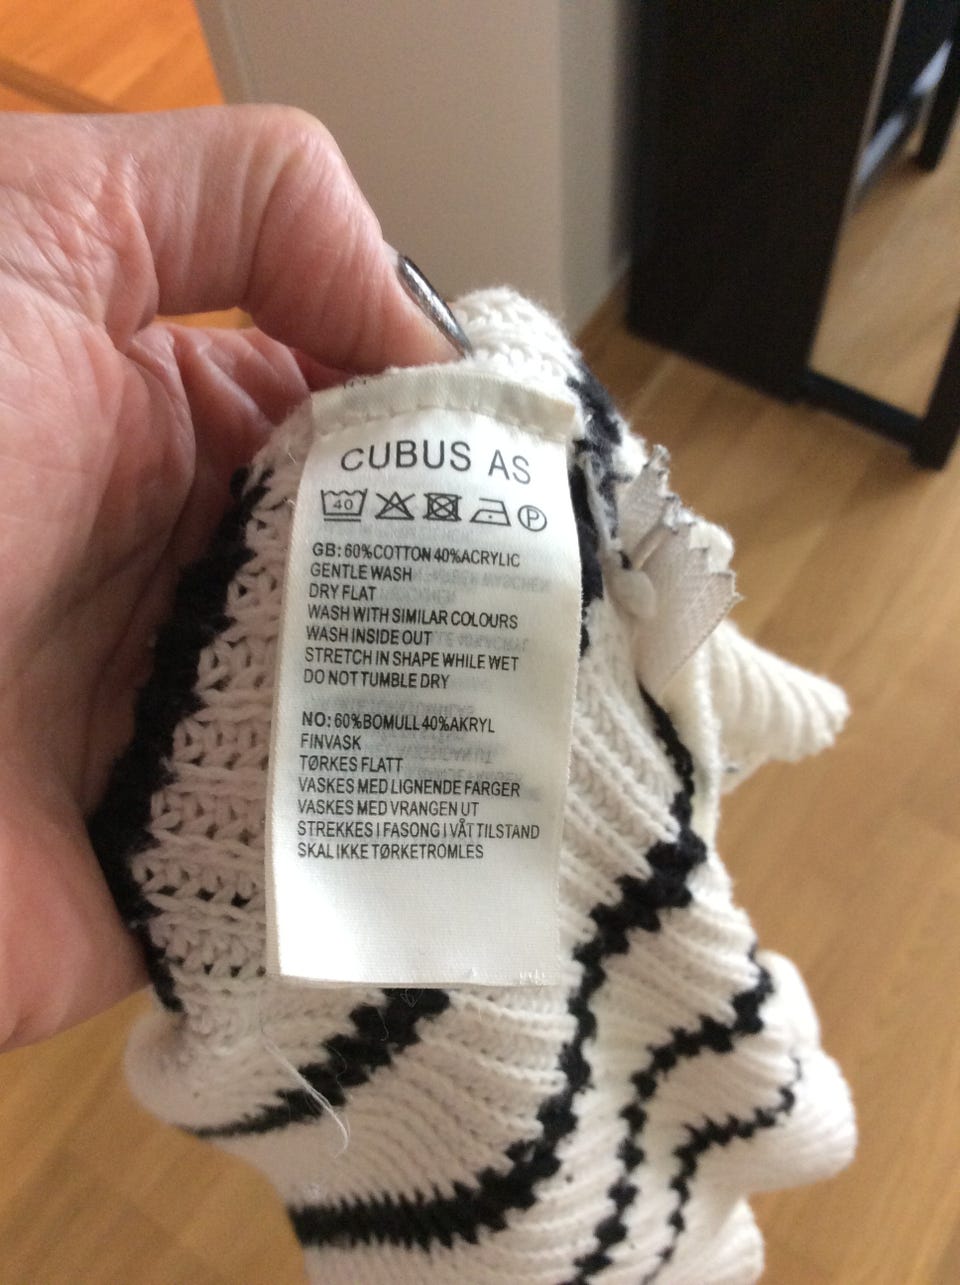 CUBUS AS
40 P
GB: 60%COTTON 40%ACRYLIC
GENTLE WASH
DRY FLAT
WASH WITH SIMILAR COLOURS
WASH INSIDE OUT
STRETCH IN SHAPE WHILE WET
DO NOT TUMBLE DRY
NO: 60%BOMULL 40%AKRYL
FINVASK
TØRKES FLATT
VASKES MED LIGNENDE FARGER
VASKES MED VRANGEN UT
STREKKES I FASONG I VÅT TILSTAND
SKAL IKKE TØRKETROMLES